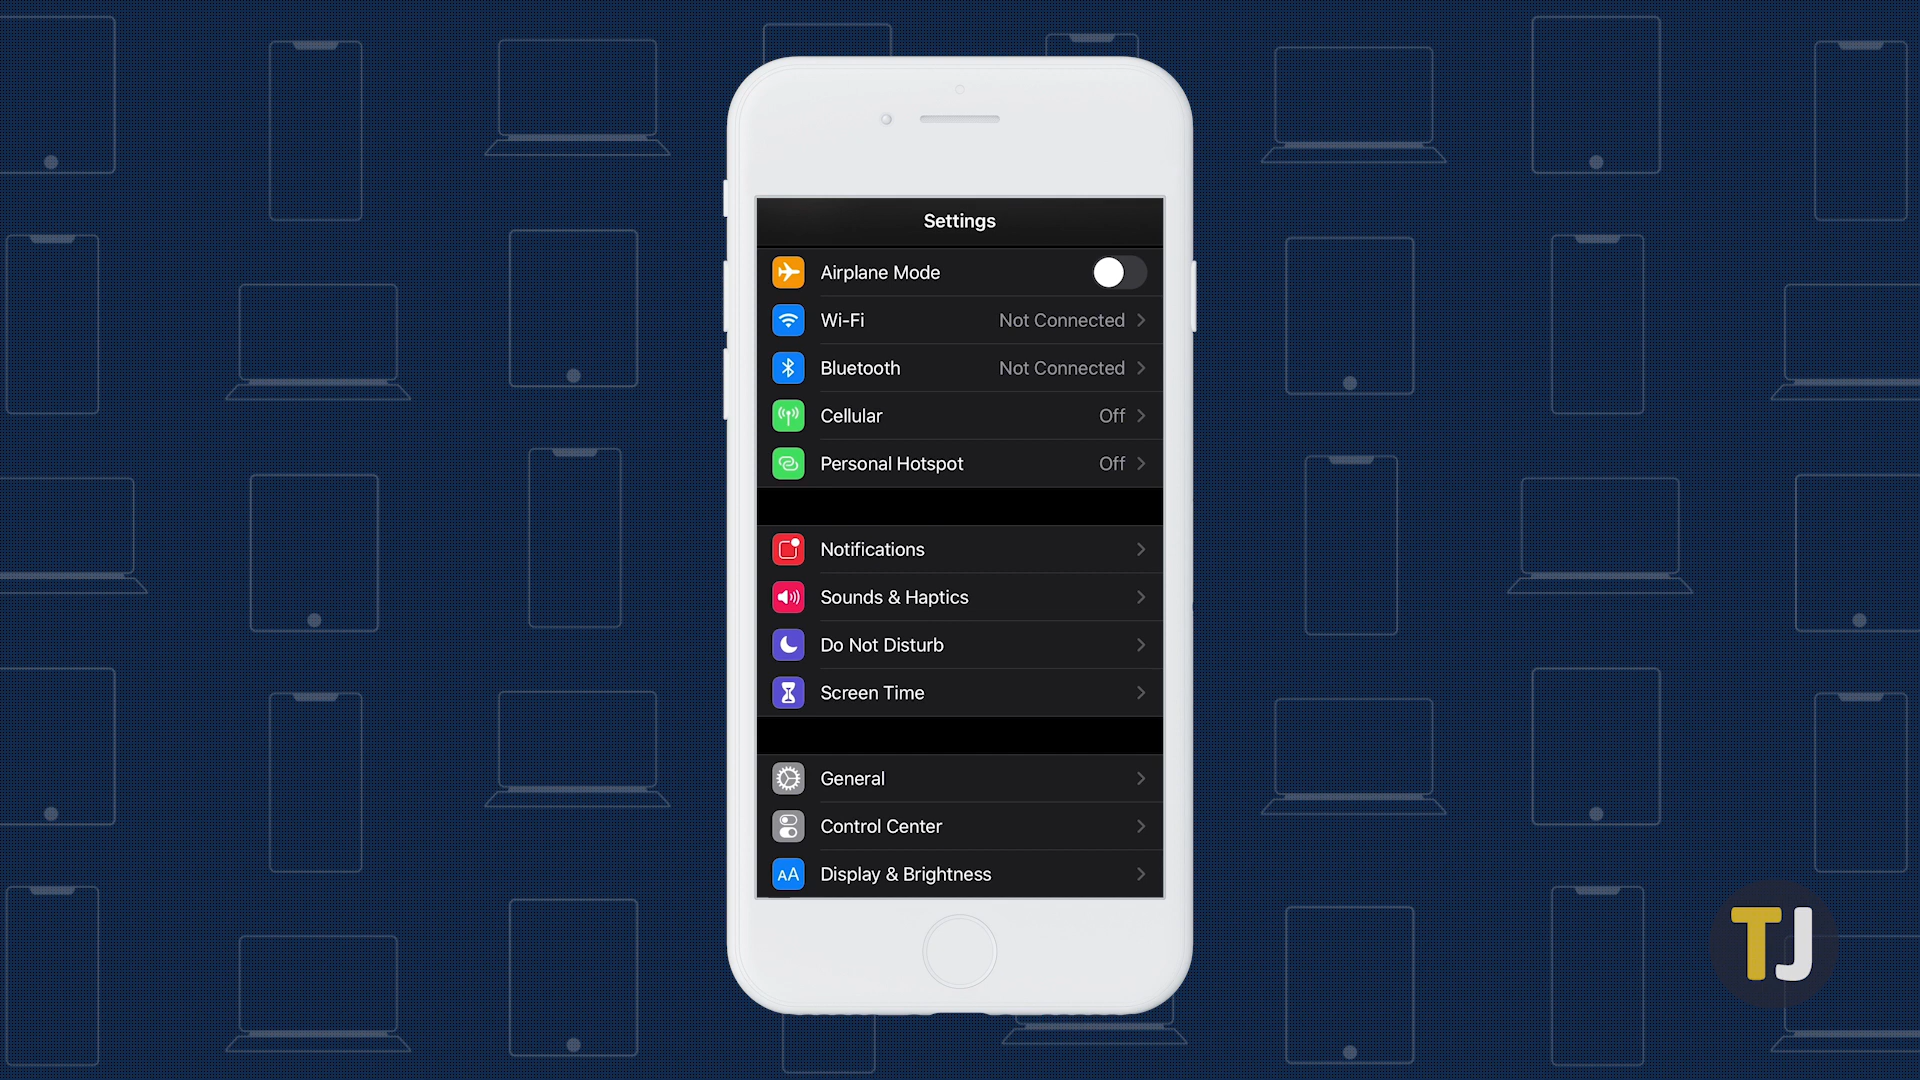 Settings
Airplane Mode
Wi-Fi Not Connected
Bluetooth Not Connected
Cellular Off
Personal Hotspot Off
Notifications
Sounds & Haptics
Do Not Disturb
Screen Time
General
Control Center
AA Display & Brightness
TJ